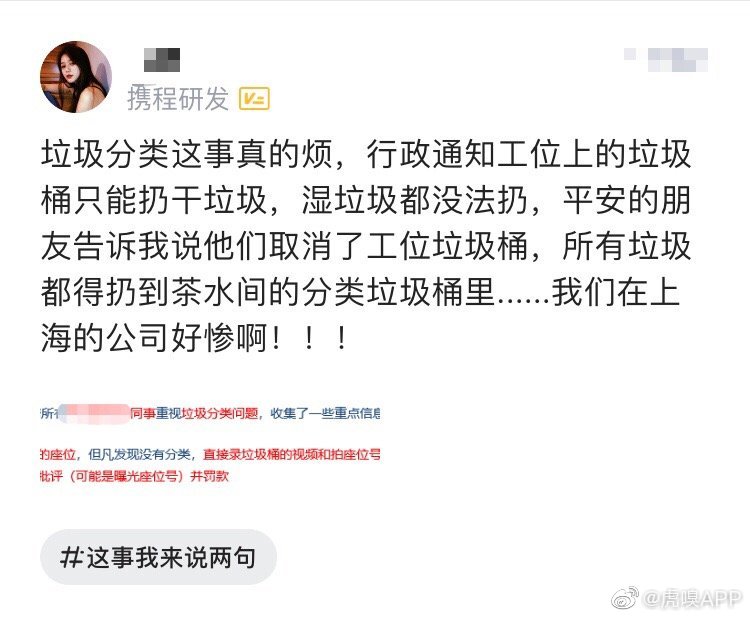 携程研发
垃圾分类这事真的烦，行政通知工位上的垃圾
桶只能扔干垃圾，湿垃圾都没法扔，平安的朋
友告诉我说他们取消了工位垃圾桶，所有垃圾
都得扔到茶水间的分类垃圾桶里......我们在上
海的公司好惨啊！！！
所有 同事重视垃圾分类问题，收集了一些重点信息
的座位，但凡发现没有分类，直接录垃圾桶的视频和拍座位号
批评（可能是曝光座位号）并罚款
#这事我来说两句
@虎嗅APP